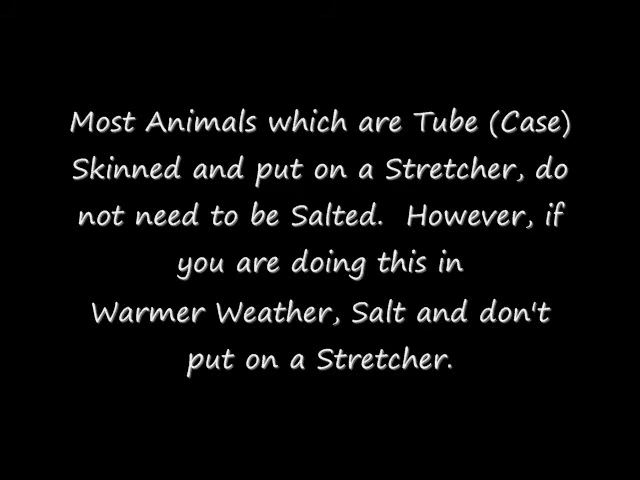 Most Animals which are Tube (Case)
Skinned and put on a Stretcher, do
not need to be Salted.  However, if
you are doing this in
Warmer Weather, Salt and don't
put on a Stretcher.